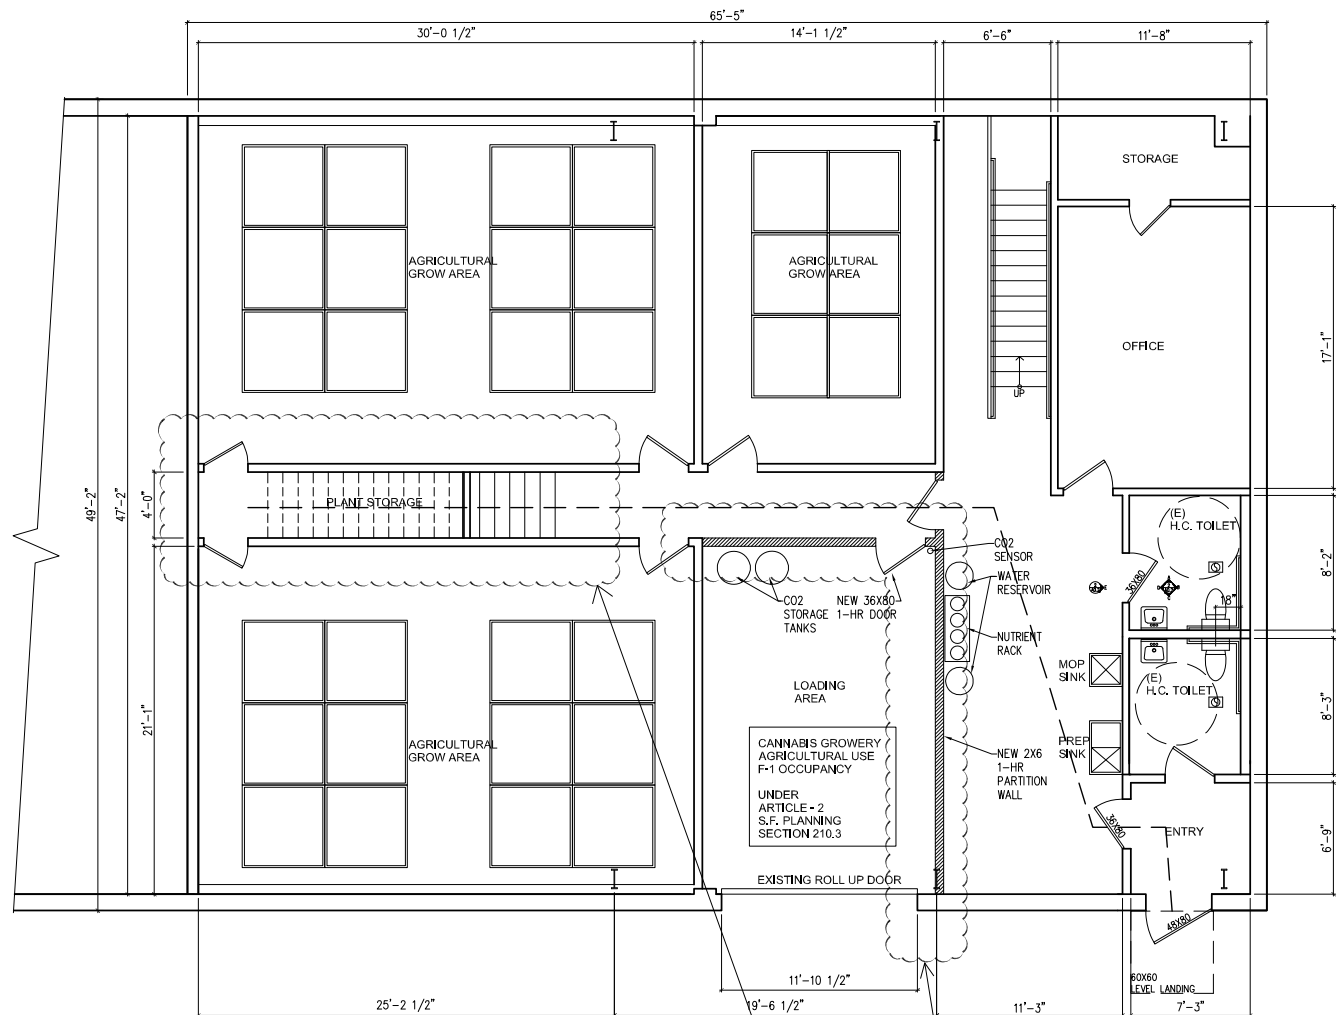 65'-5"
30'-0 1/2"
14'-1 1/2"
6'-6"
11'-8"
STORAGE
AGRICULTURAL
GROW AREA
AGRICULTURAL
GROW AREA
OFFICE
17'-1"
UP
49'-2"
47'-2"
4'-0"
PLANT STORAGE
(E)
H.C. TOILET
8'-2"
CO2
SENSOR
36X80
WATER
RESERVOIR
18"
CO2
STORAGE
TANKS
NEW 36X80
1-HR DOOR
NUTRIENT
RACK
MOP
SINK
(E)
H.C. TOILET
8'-3"
LOADING
AREA
21'-1"
AGRICULTURAL
GROW AREA
CANNABIS GROWERY
AGRICULTURAL USE
F-1 OCCUPANCY
UNDER
ARTICLE - 2
S.F. PLANNING
SECTION 210.3
PREP
SINK
NEW 2X6
1-HR
PARTITION
WALL
36X80
ENTRY
6'-9"
EXISTING ROLL UP DOOR
48X80
11'-10 1/2"
60X60
LEVEL LANDING
25'-2 1/2"
19'-6 1/2"
11'-3"
7'-3"